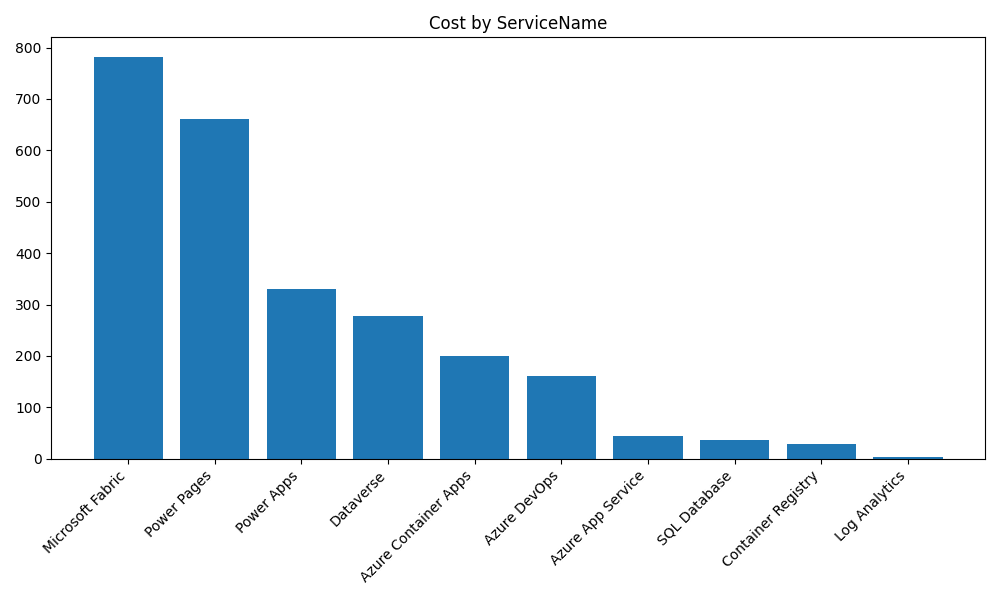 Cost by ServiceName
800
700
600
500
400
300
200
100
0
Microsoft Fabric
Power Pages
Power Apps
Dataverse
Azure Container Apps
Azure DevOps
Azure App Service
SQL Database
Container Registry
Log Analytics